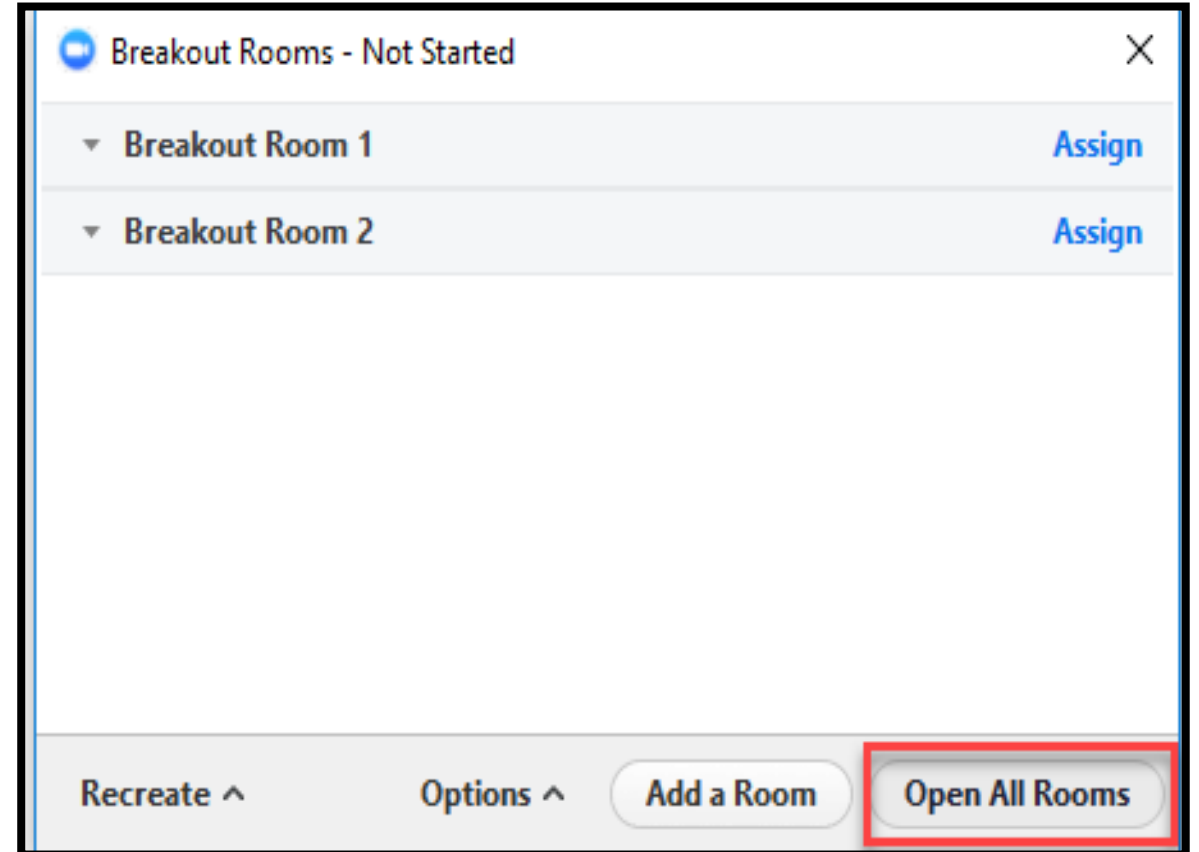 Breakout Rooms - Not Started
Breakout Room 1 Assign
Breakout Room 2 Assign
Recreate Options Add a Room Open All Rooms